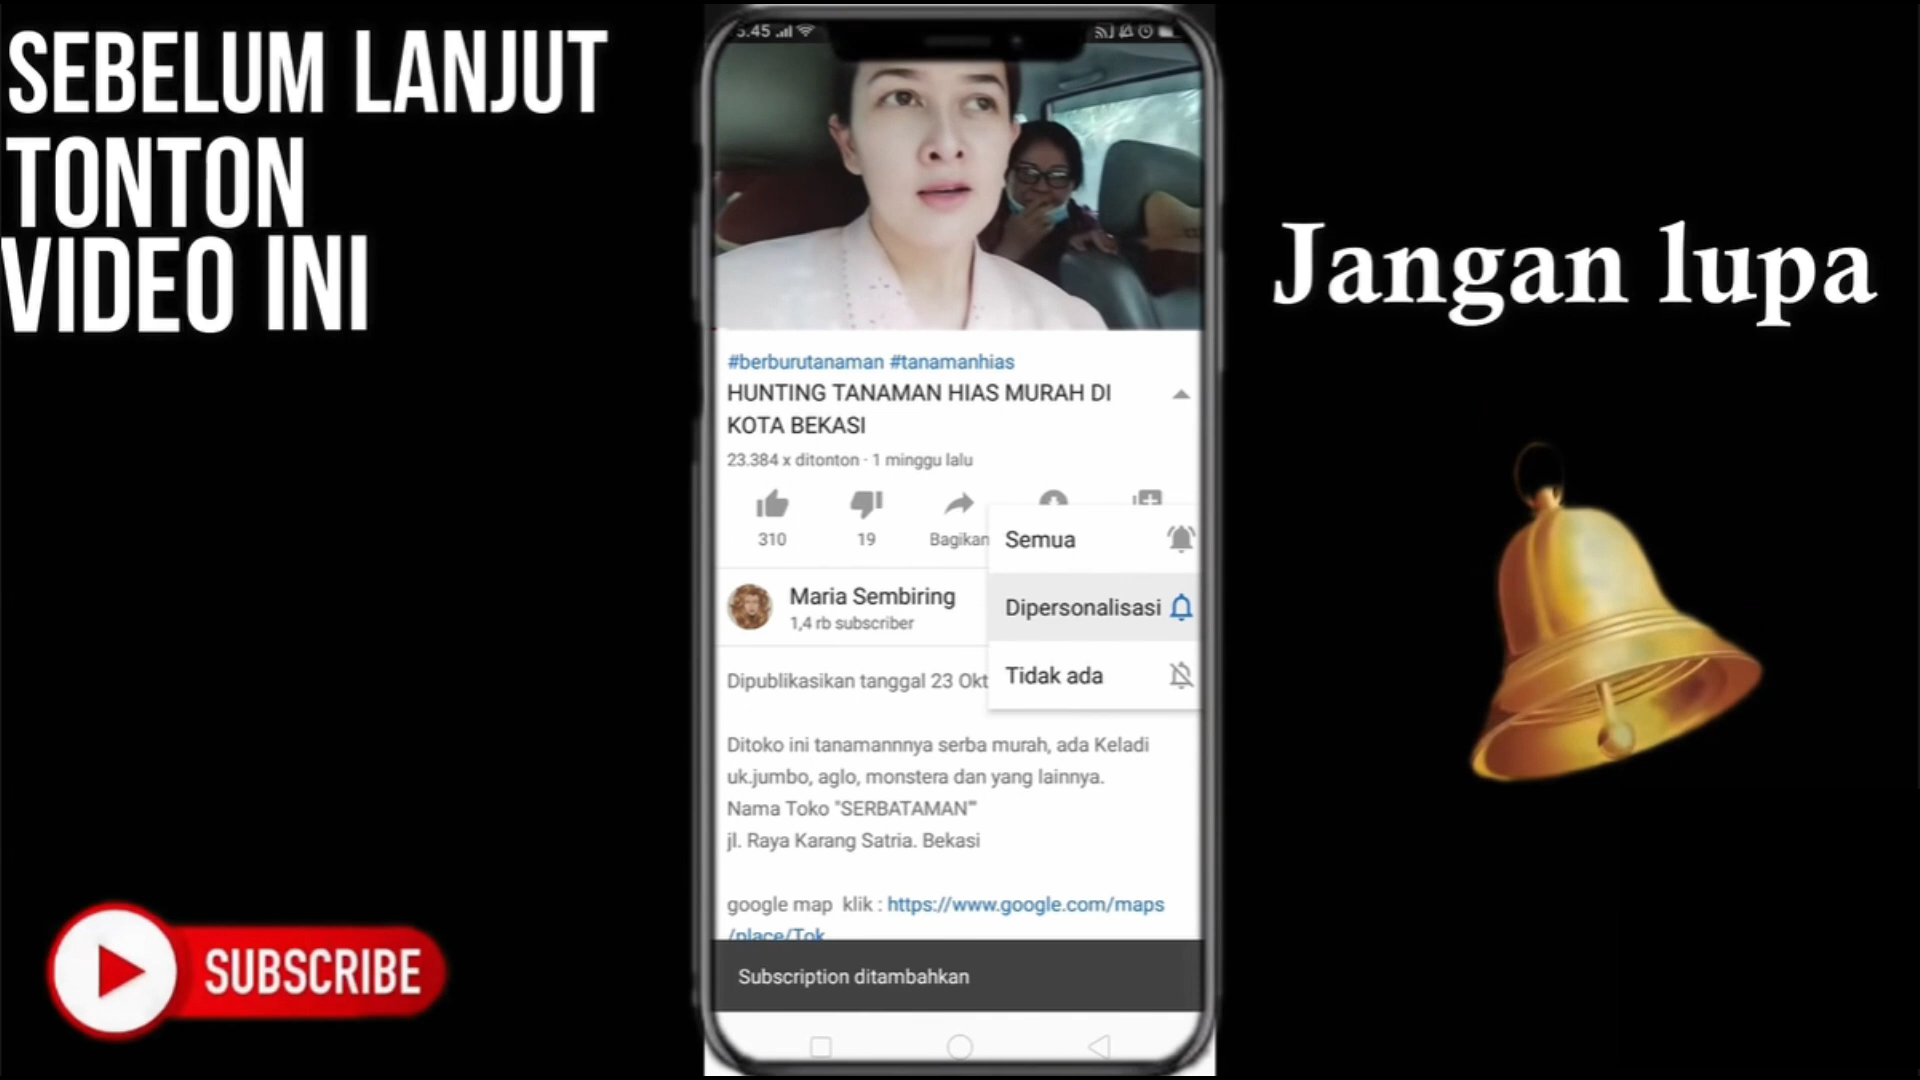 SEBELUM LANJUT
TONTON
VIDEO INI
5.45
#berburutanaman #tanamanhias
HUNTING TANAMAN HIAS MURAH DI
KOTA BEKASI
23.384 x ditonton · 1 minggu lalu
310
19
Bagikan
Semua
Dipersonalisasi
Tidak ada
Maria Sembiring
1,4 rb subscriber
Dipublikasikan tanggal 23 Okt
Ditoko ini tanamannnya serba murah, ada Keladi
uk.jumbo, aglo, monstera dan yang lainnya.
Nama Toko "SERBATAMAN"'
jl. Raya Karang Satria. Bekasi
google map klik : https://www.google.com/maps
/place/Tok
Subscription ditambahkan
Jangan lupa
SUBSCRIBE